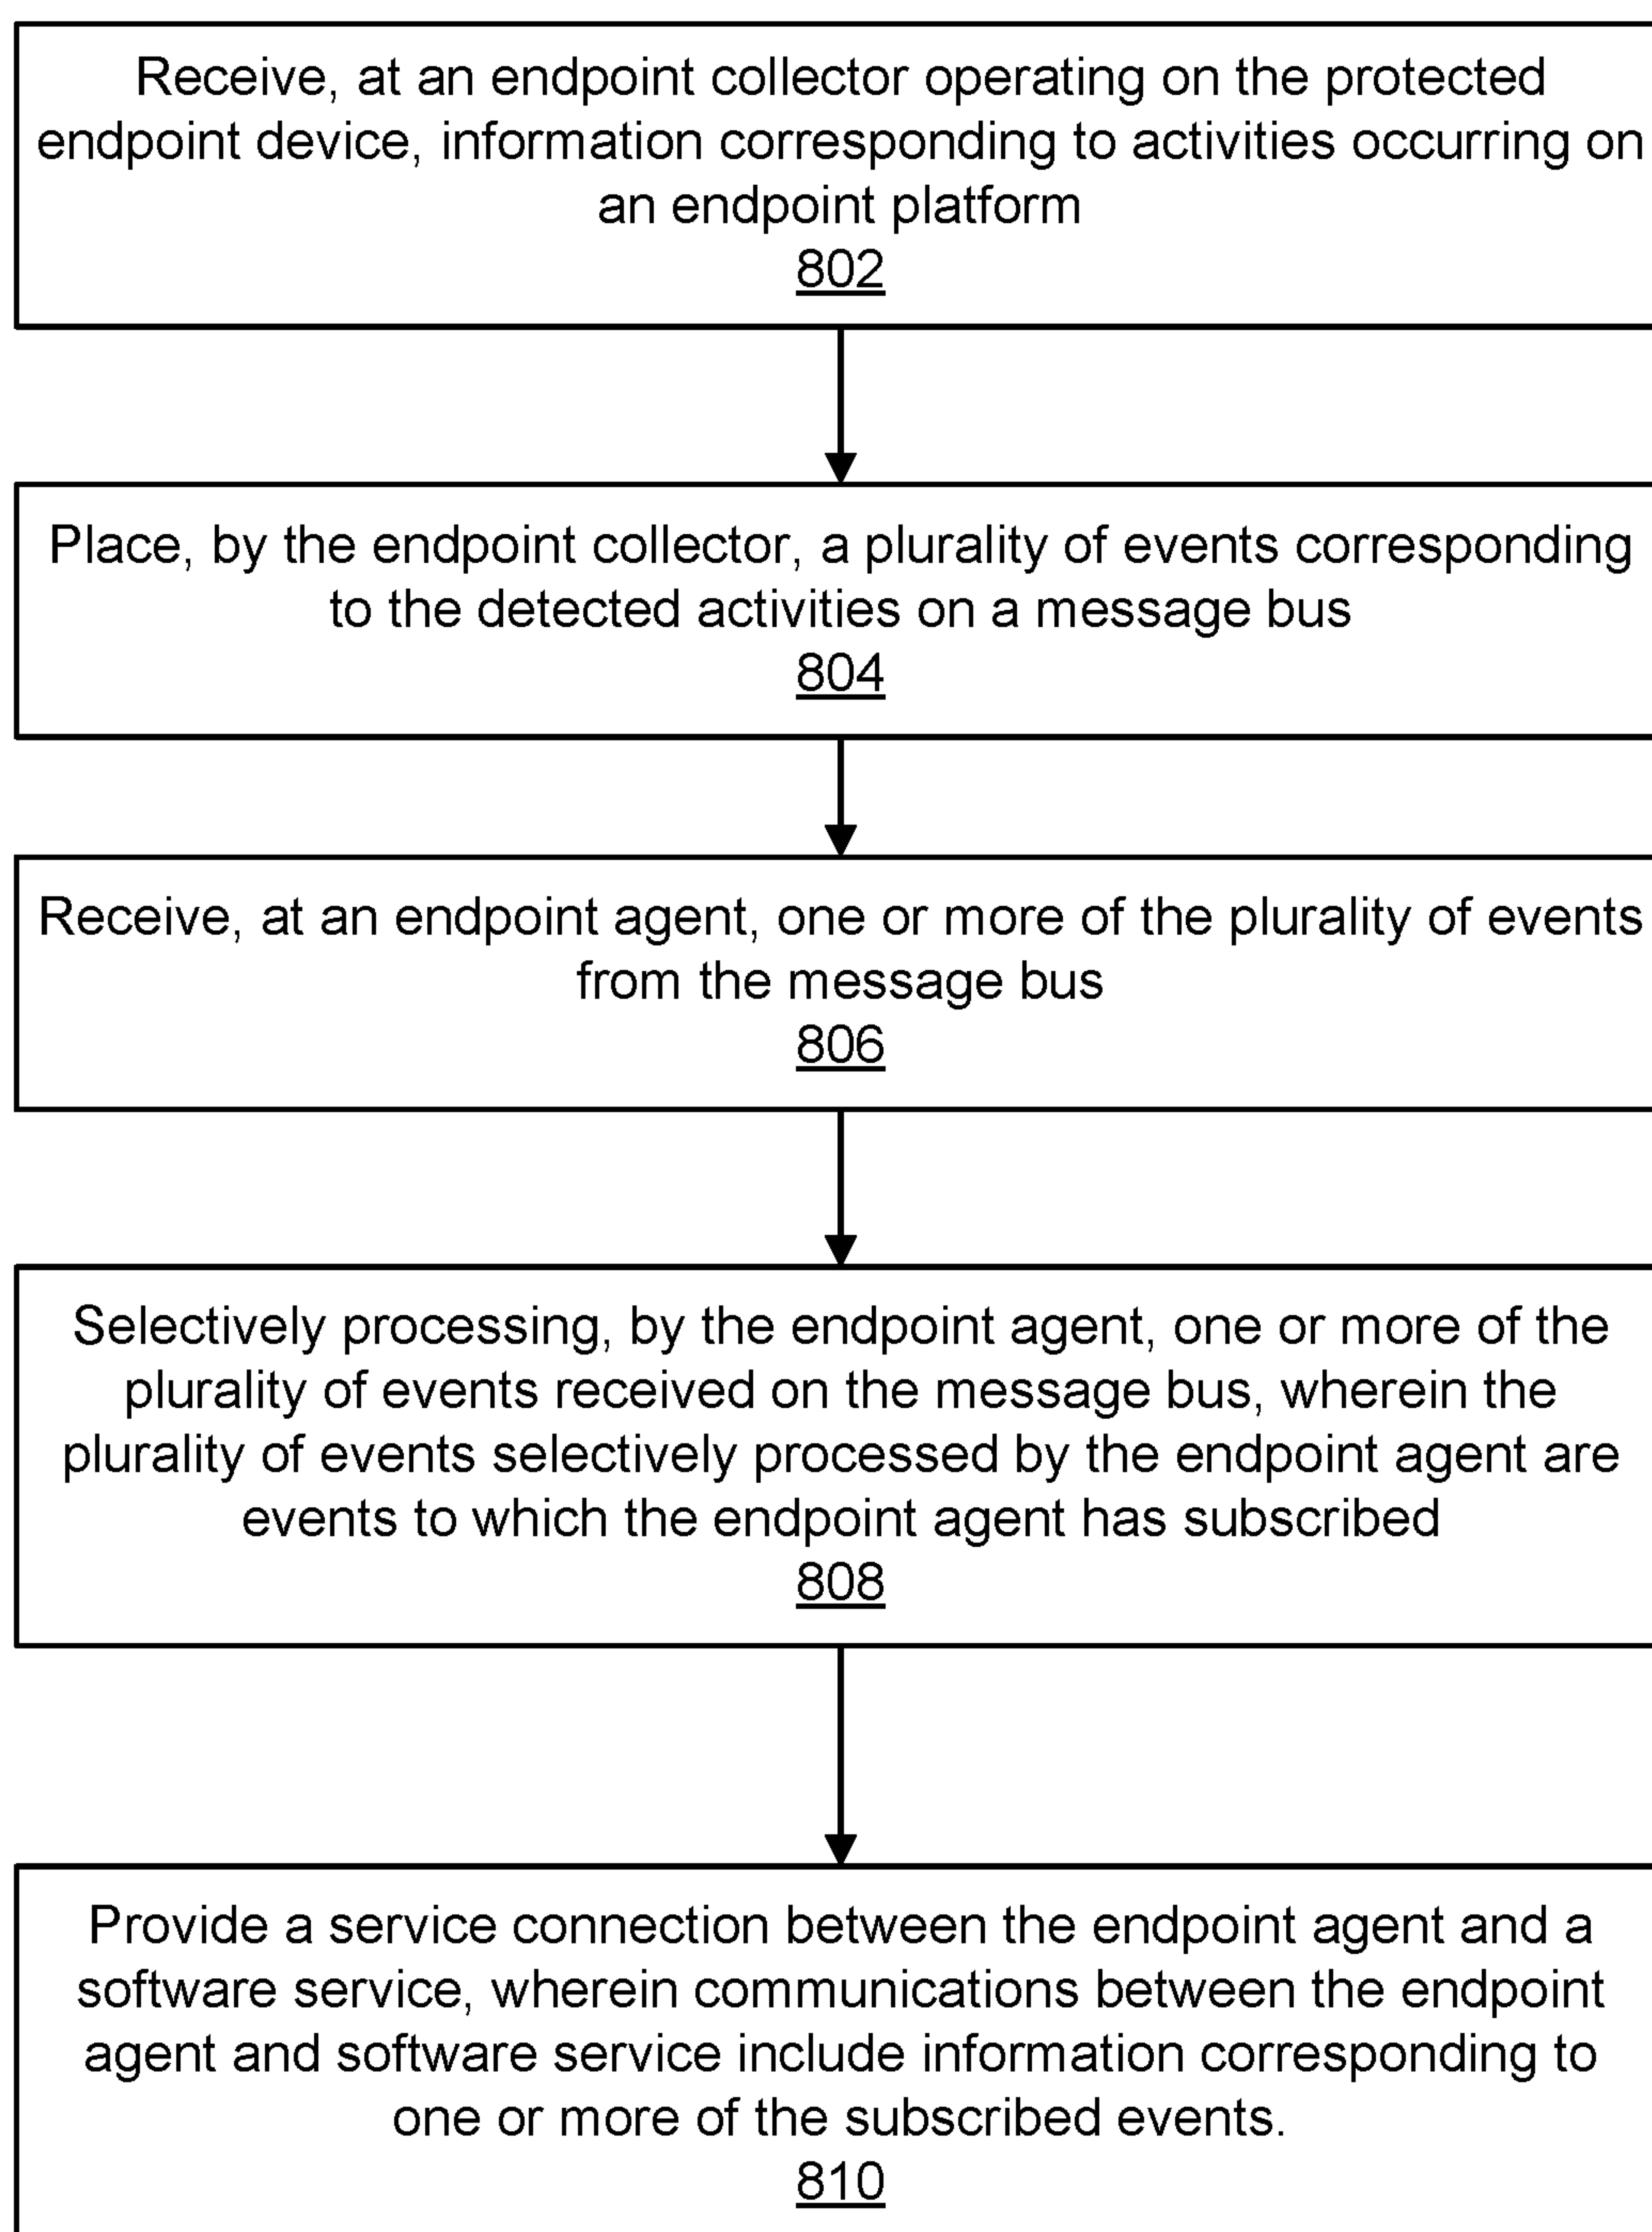 Receive, at an endpoint collector operating on the protected
endpoint device, information corresponding to activities occurring on
an endpoint platform
802
Place, by the endpoint collector, a plurality of events corresponding
to the detected activities on a message bus
804
Receive, at an endpoint agent, one or more of the plurality of events
from the message bus
806
Selectively processing, by the endpoint agent, one or more of the
plurality of events received on the message bus, wherein the
plurality of events selectively processed by the endpoint agent are
events to which the endpoint agent has subscribed
808
Provide a service connection between the endpoint agent and a
software service, wherein communications between the endpoint
agent and software service include information corresponding to
one or more of the subscribed events.
810